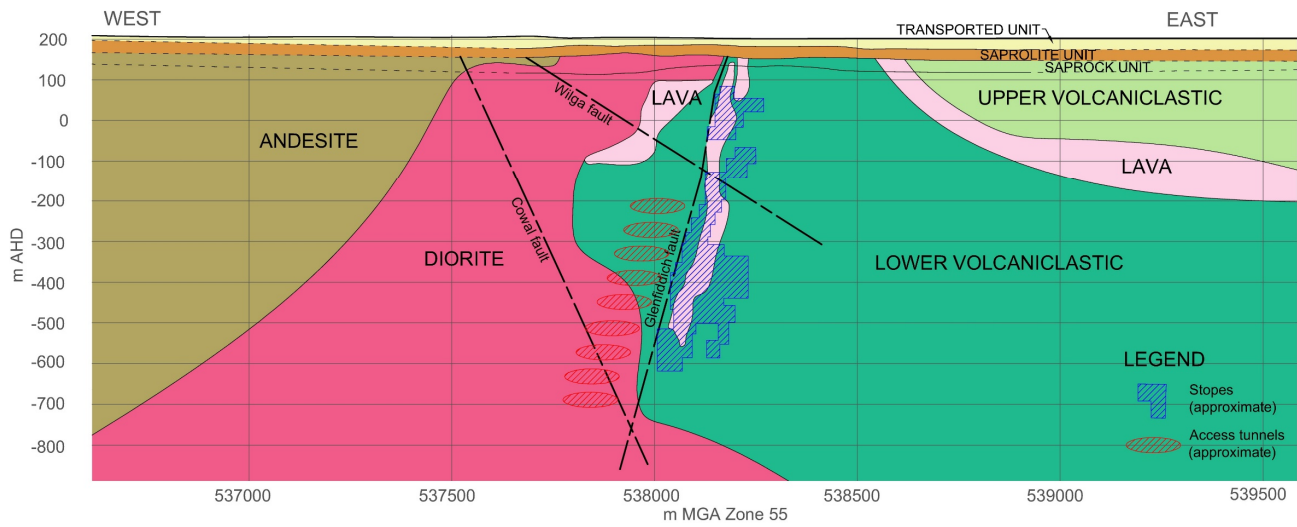 WEST
EAST
TRANSPORTED UNIT
SAPROLITE UNIT
SAPROCK UNIT
200
100
0
-100
-200
-300
-400
-500
-600
-700
-800
m AHD
ANDESITE
DIORITE
Cowal fault
Wilga fault
LAVA
Glenfiddich fault
UPPER VOLCANICLASTIC
LAVA
LOWER VOLCANICLASTIC
LEGEND
Stopes
(approximate)
Access tunnels
(approximate)
537000
537500
538000
538500
539000
539500
m MGA Zone 55